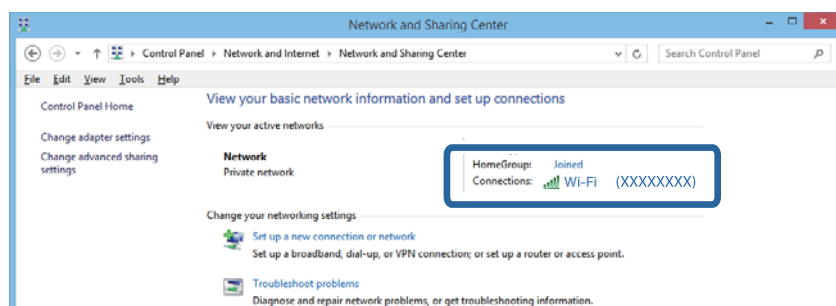 Network and Sharing Center
Control Panel Network and Internet Network and Sharing Center Search Control Panel
File Edit View Tools Help
Control Panel Home
Change adapter settings
Change advanced sharing
settings
View your basic network information and set up connections
View your active networks
Network
Private network
HomeGroup: Joined
Connections: Wi-Fi (XXXXXXXX)
Change your networking settings
Set up a new connection or network
Set up a broadband, dial-up, or VPN connection; or set up a router or access point.
Troubleshoot problems
Diagnose and repair network problems, or get troubleshooting information.